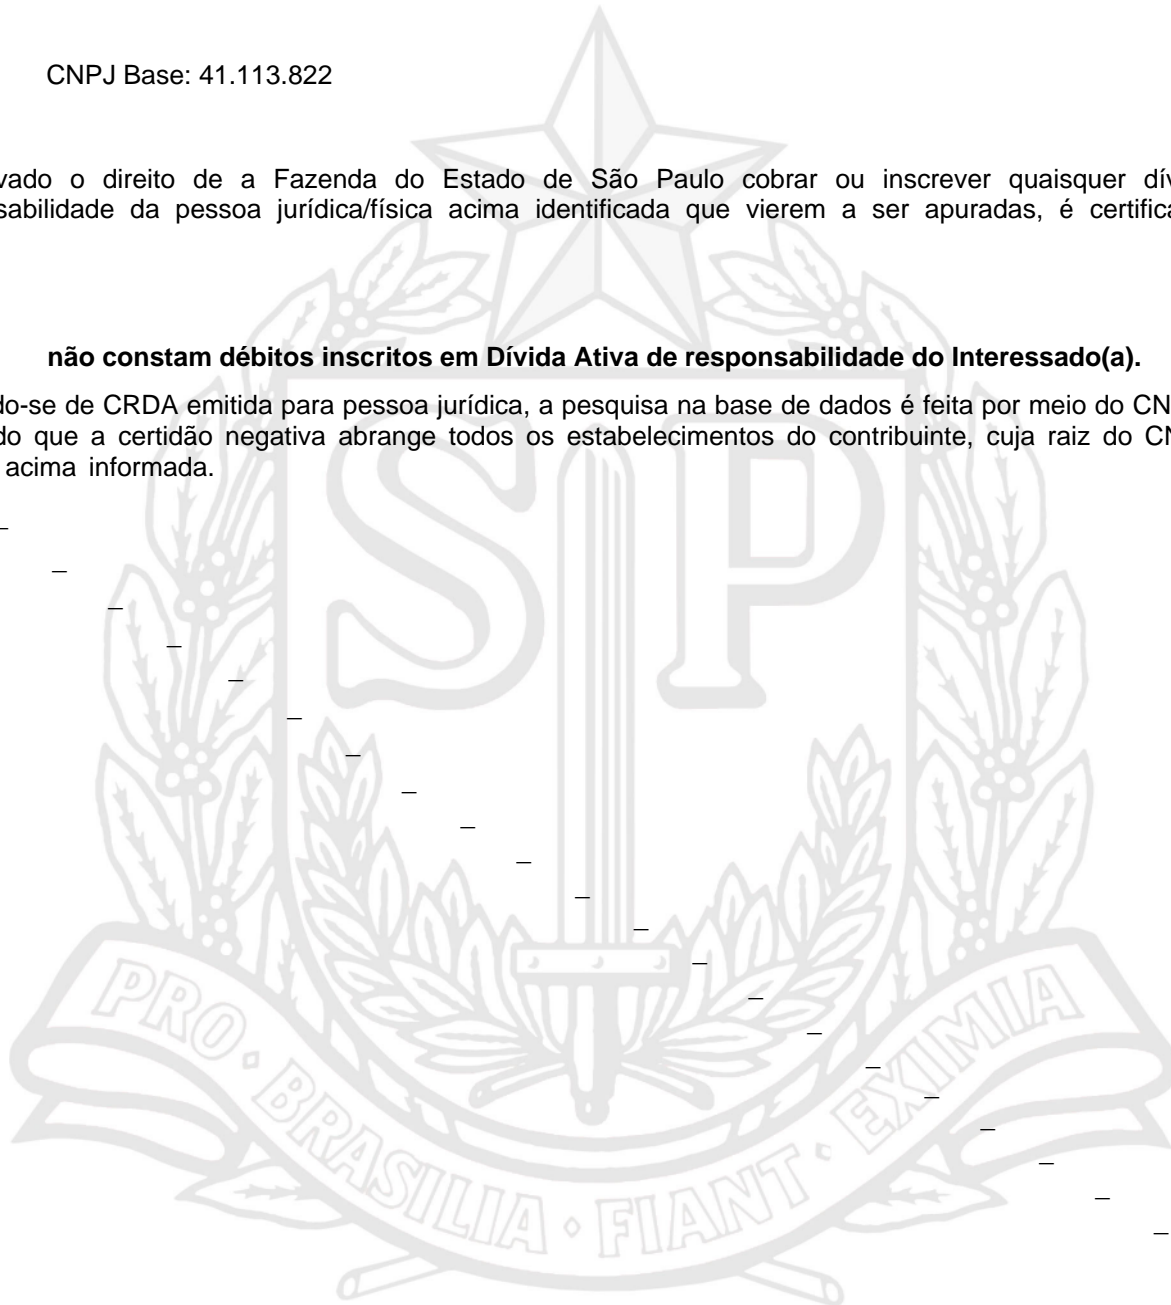 CNPJ Base: 41.113.822
vado o direito de a Fazenda do Estado de São Paulo cobrar ou inscrever quaisquer dív
sabilidade da pessoa jurídica/física acima identificada que vierem a ser apuradas, é certifica
não constam débitos inscritos em Dívida Ativa de responsabilidade do Interessado(a).
do-se de CRDA emitida para pessoa jurídica, a pesquisa na base de dados é feita por meio do CN
do que a certidão negativa abrange todos os estabelecimentos do contribuinte, cuja raiz do CN
acima informada.
SP
PRO · BRASILIA · FIANT · EXIMIA